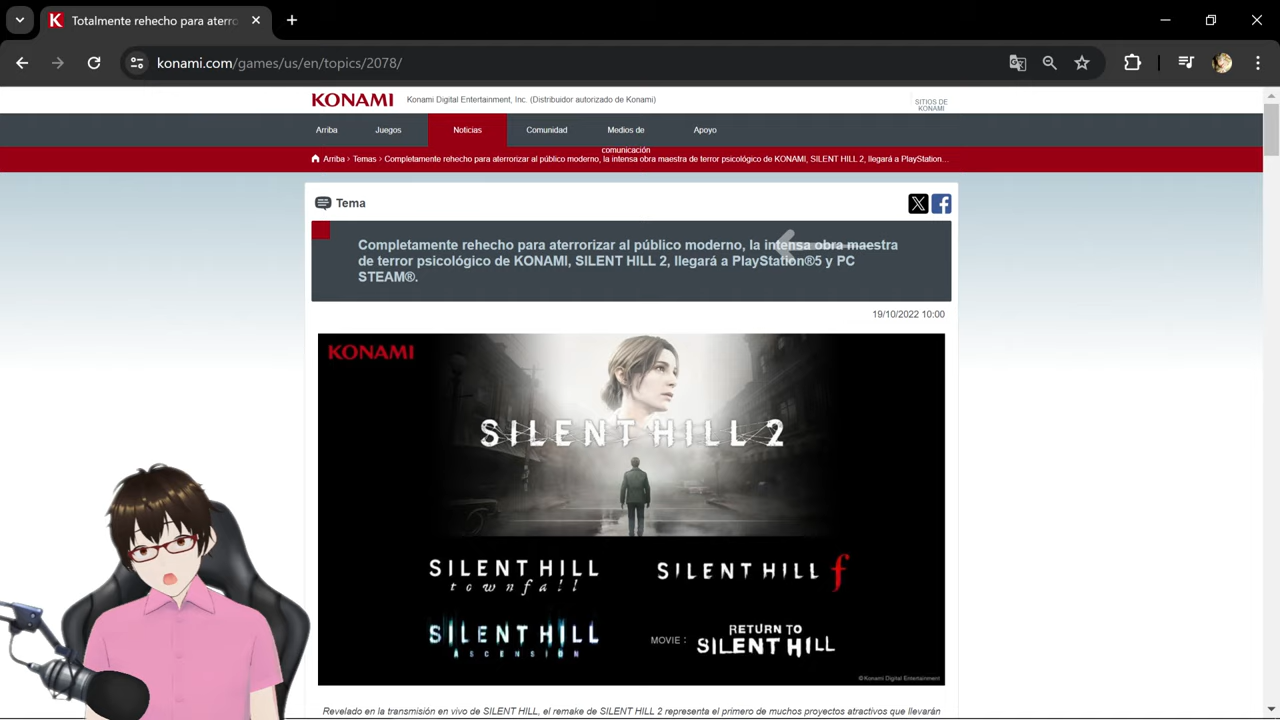 Totalmente rehecho para aterro
konami.com/games/us/en/topics/2078/
KONAMI
Konami Digital Entertainment, Inc. (Distribuidor autorizado de Konami)
SITIOS DE
KONAMI
Arriba
Juegos
Noticias
Comunidad
Medios de
comunicación
Apoyo
Arriba › Temas › Completamente rehecho para aterrorizar al público moderno, la intensa obra maestra de terror psicológico de KONAMI, SILENT HILL 2, llegará a PlayStation...
Tema
Completamente rehecho para aterrorizar al público moderno, la intensa obra maestra
de terror psicológico de KONAMI, SILENT HILL 2, llegará a PlayStation®5 y PC
STEAM®.
19/10/2022 10:00
KONAMI
SILENT HILL 2
SILENT HILL
townfall
SILENT HILL f
SILENT HILL
ASCENSION
MOVIE :
RETURN TO
SILENT HILL
©Konami Digital Entertainment
Revelado en la transmisión en vivo de SILENT HILL, el remake de SILENT HILL 2 representa el primero de muchos proyectos atractivos que llevarán